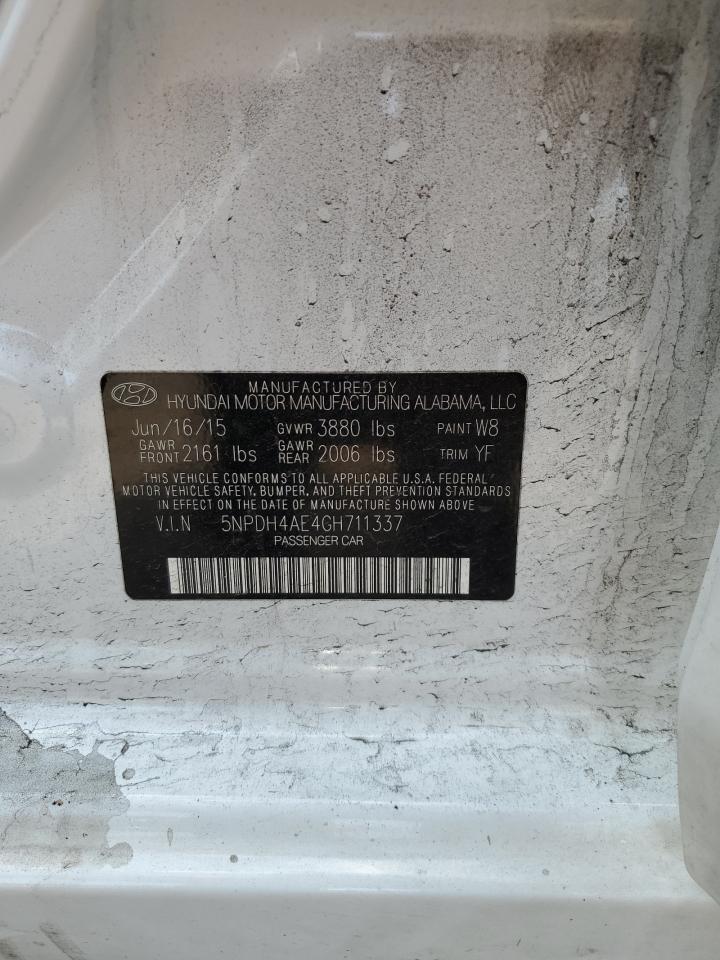 MANUFACTURED BY
HYUNDAI MOTOR MANUFACTURING ALABAMA, LLC
Jun/16/15 GVWR 3880 lbs PAINT W8
GAWR FRONT 2161 lbs GAWR REAR 2006 lbs TRIM YF
THIS VEHICLE CONFORMS TO ALL APPLICABLE U.S.A. FEDERAL
MOTOR VEHICLE SAFETY, BUMPER, AND THEFT PREVENTION STANDARDS
IN EFFECT ON THE DATE OF MANUFACTURE SHOWN ABOVE
V.I.N 5NPDH4AE4GH711337
PASSENGER CAR